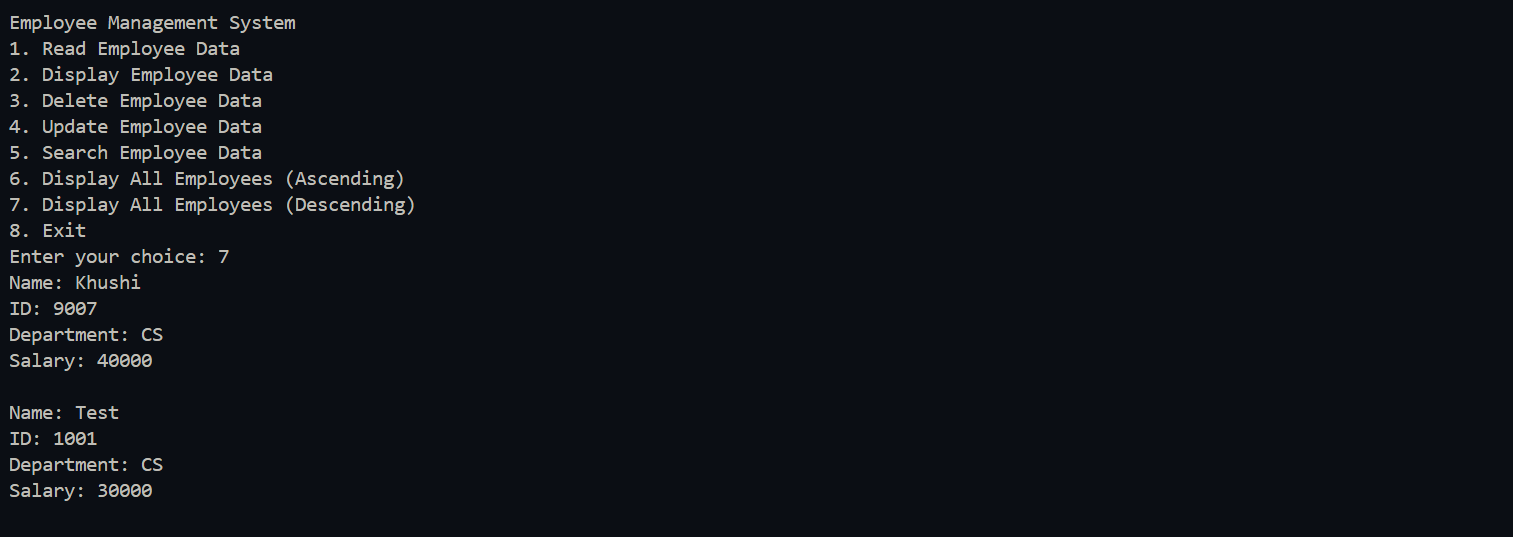 Employee Management System
1. Read Employee Data
2. Display Employee Data
3. Delete Employee Data
4. Update Employee Data
5. Search Employee Data
6. Display All Employees (Ascending)
7. Display All Employees (Descending)
8. Exit
Enter your choice: 7
Name: Khushi
ID: 9007
Department: CS
Salary: 40000
Name: Test
ID: 1001
Department: CS
Salary: 30000